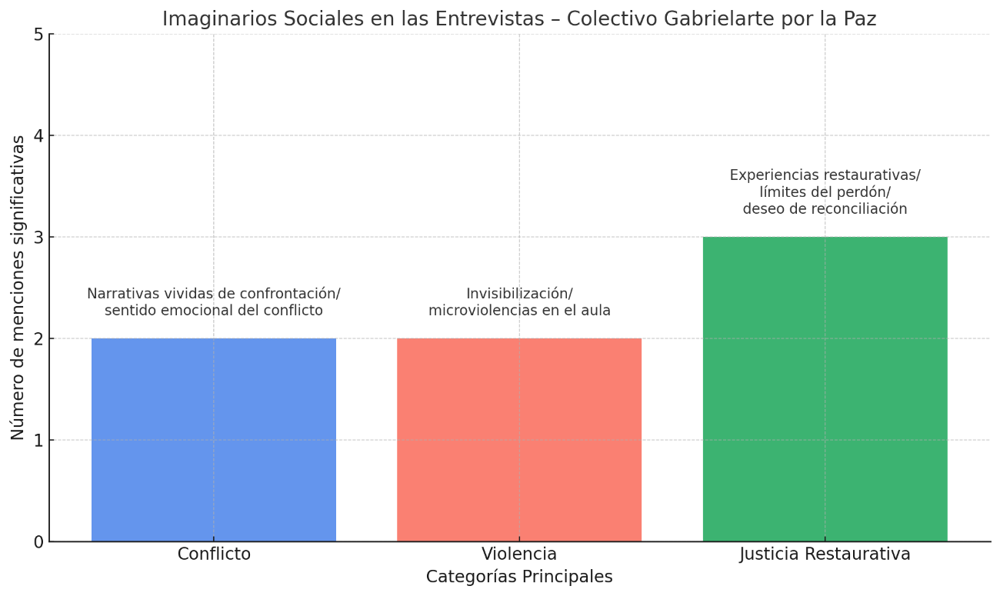 Imaginarios Sociales en las Entrevistas – Colectivo Gabrielarte por la Paz
Número de menciones significativas
5
4
3
2
1
0
Narrativas vividas de confrontación/
sentido emocional del conflicto
Invisibilización/
microviolencias en el aula
Experiencias restaurativas/
límites del perdón/
deseo de reconciliación
Conflicto
Violencia
Justicia Restaurativa
Categorías Principales